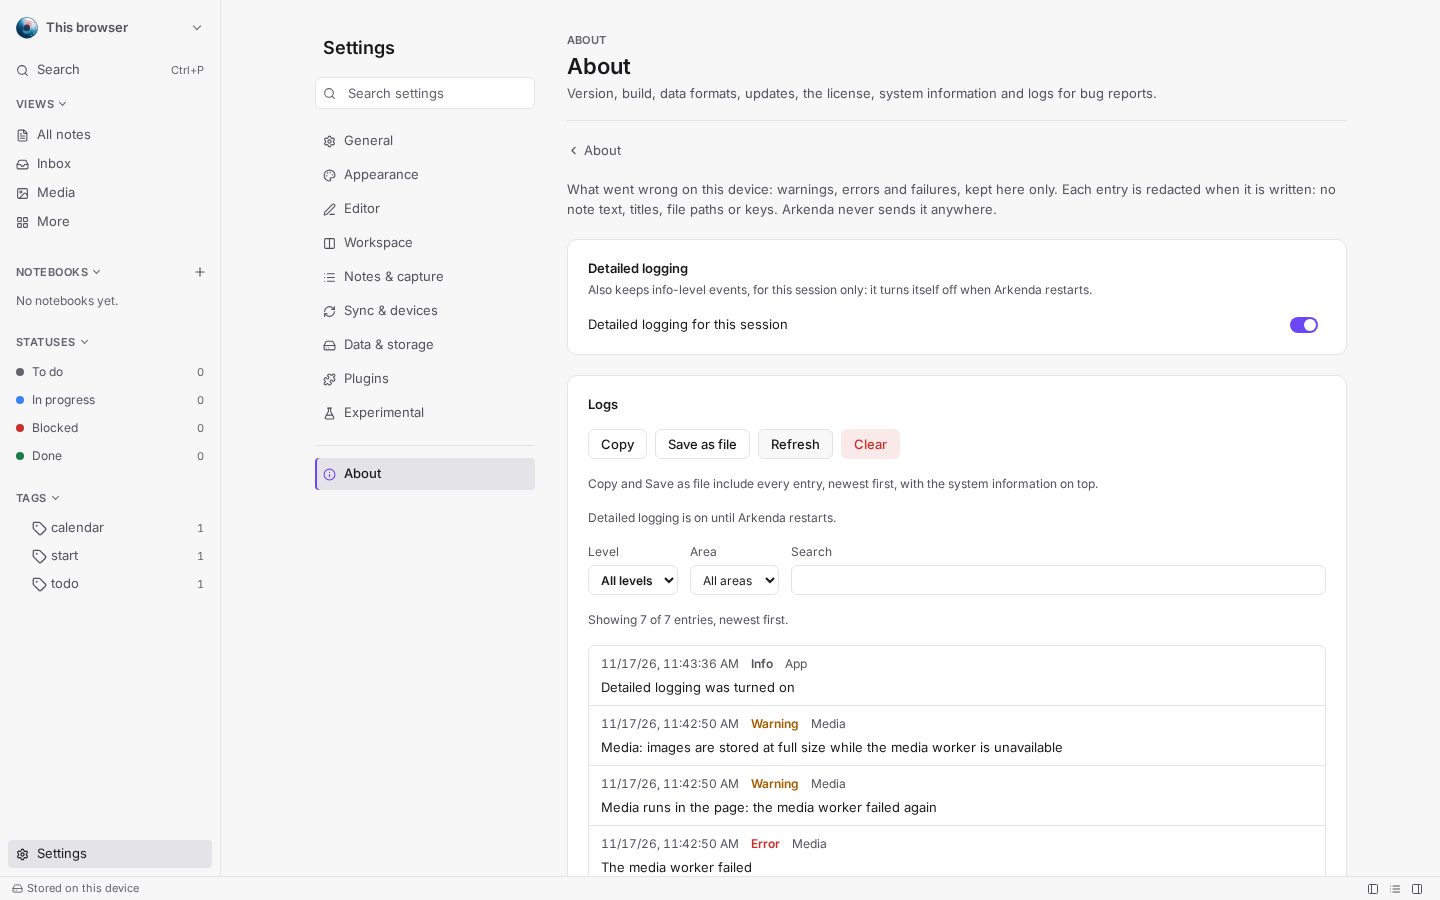 This browser
Search Ctrl+P
VIEWS
All notes
Inbox
Media
More
NOTEBOOKS
No notebooks yet.
STATUSES
To do 0
In progress 0
Blocked 0
Done 0
TAGS
calendar 1
start 1
todo 1
Settings
Stored on this device
Settings
Search settings
General
Appearance
Editor
Workspace
Notes & capture
Sync & devices
Data & storage
Plugins
Experimental
About
ABOUT
About
Version, build, data formats, updates, the license, system information and logs for bug reports.
About
What went wrong on this device: warnings, errors and failures, kept here only. Each entry is redacted when it is written: no
note text, titles, file paths or keys. Arkenda never sends it anywhere.
Detailed logging
Also keeps info-level events, for this session only: it turns itself off when Arkenda restarts.
Detailed logging for this session
Logs
Copy Save as file Refresh Clear
Copy and Save as file include every entry, newest first, with the system information on top.
Detailed logging is on until Arkenda restarts.
Level Area Search
All levels All areas
Showing 7 of 7 entries, newest first.
11/17/26, 11:43:36 AM Info App
Detailed logging was turned on
11/17/26, 11:42:50 AM Warning Media
Media: images are stored at full size while the media worker is unavailable
11/17/26, 11:42:50 AM Warning Media
Media runs in the page: the media worker failed again
11/17/26, 11:42:50 AM Error Media
The media worker failed